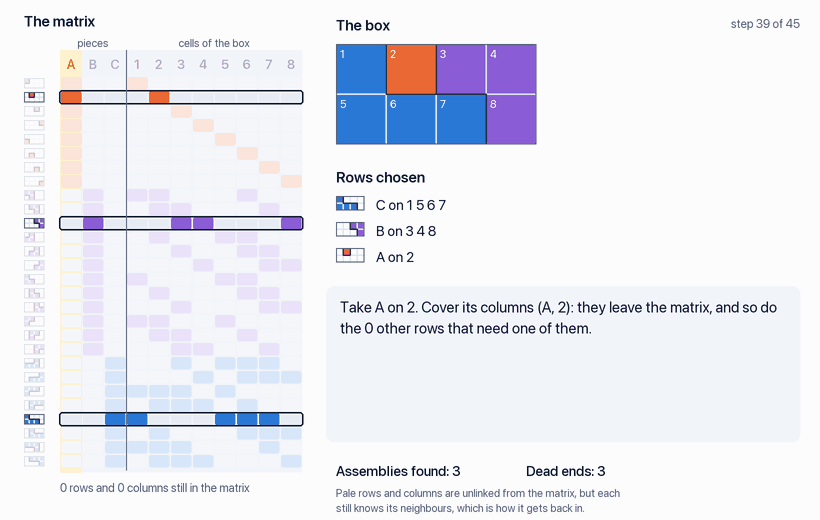 The matrix
pieces cells of the box
A B C 1 2 3 4 5 6 7 8
0 rows and 0 columns still in the matrix
The box
step 39 of 45
1 2 3 4
5 6 7 8
Rows chosen
C on 1 5 6 7
B on 3 4 8
A on 2
Take A on 2. Cover its columns (A, 2): they leave the matrix, and so do
the 0 other rows that need one of them.
Assemblies found: 3 Dead ends: 3
Pale rows and columns are unlinked from the matrix, but each
still knows its neighbours, which is how it gets back in.